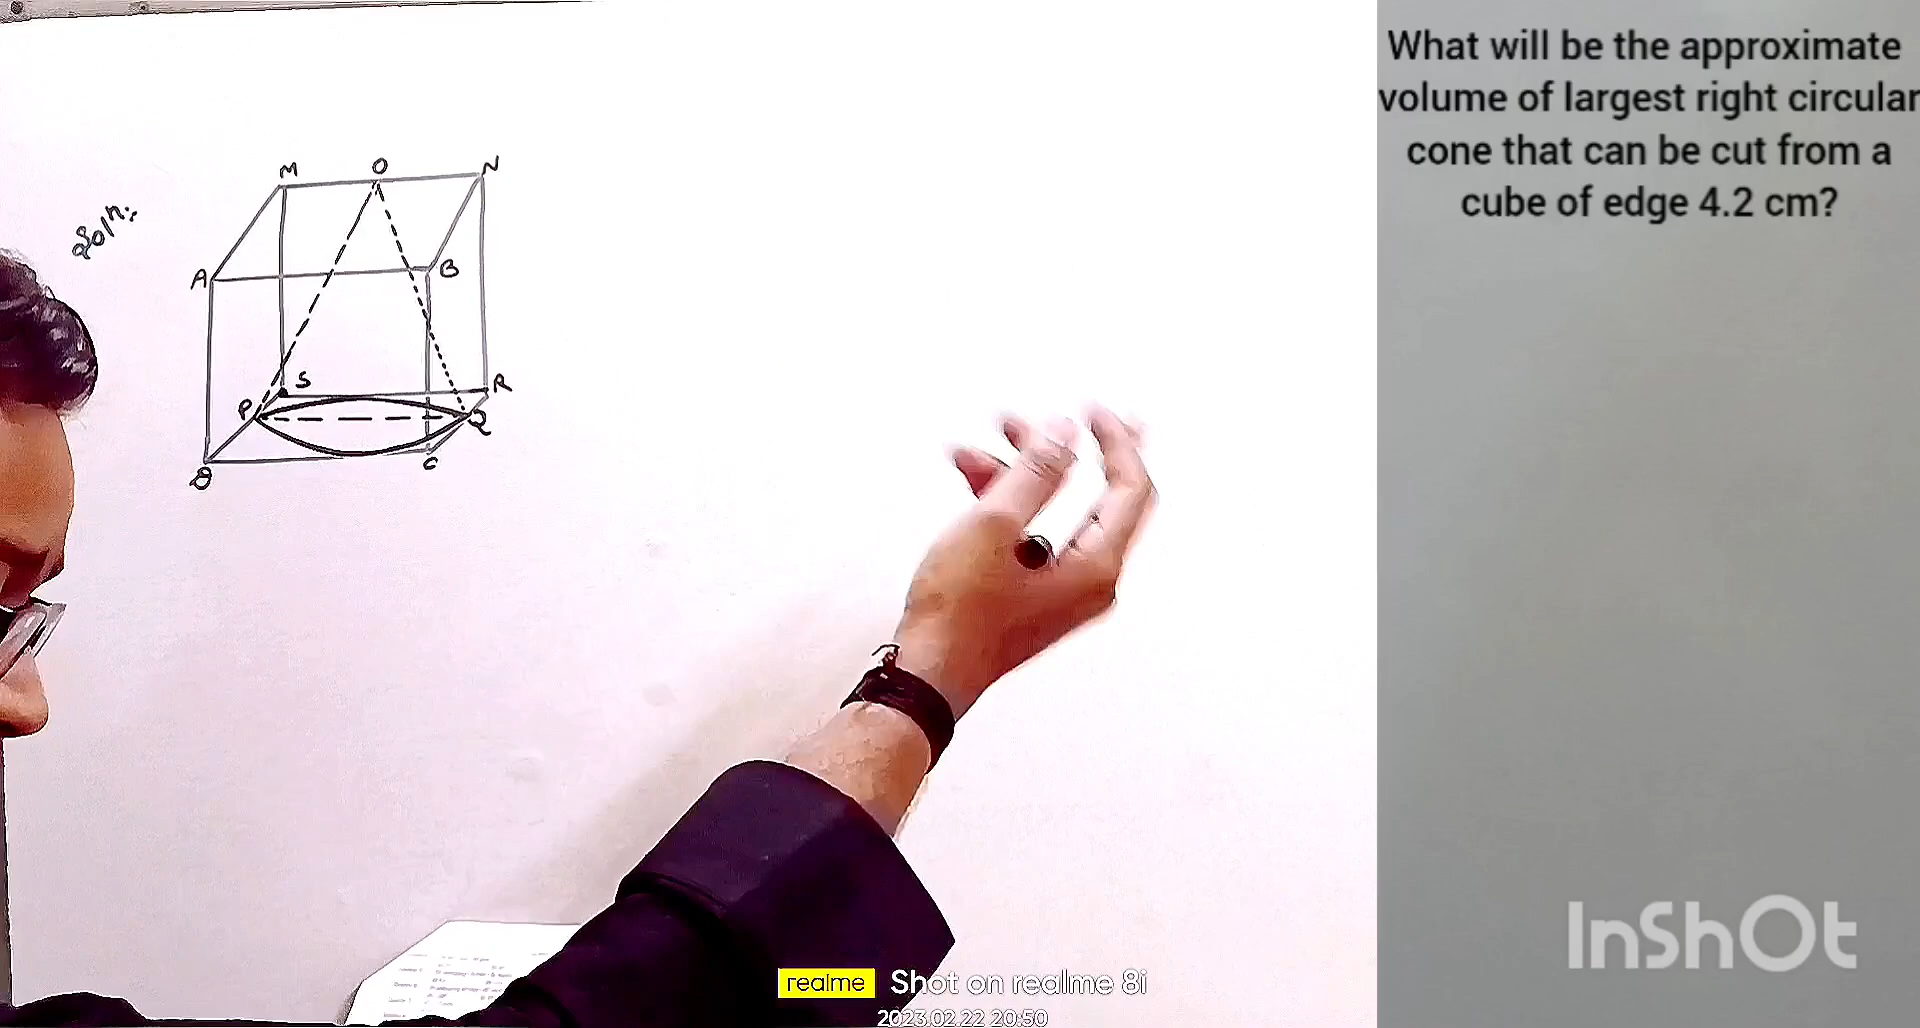 What will be the approximate
volume of largest right circular
cone that can be cut from a
cube of edge 4.2 cm?
Soln:
M O N
A B
S R
P Q
D C
InShOt
realme Shot on realme 8i
2023.02.22 20:50